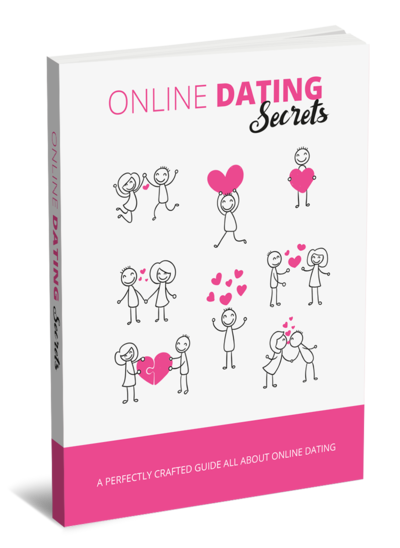 ONLINE DATING
Secrets
ONLINE DATING Secrets
A PERFECTLY CRAFTED GUIDE ALL ABOUT ONLINE DATING